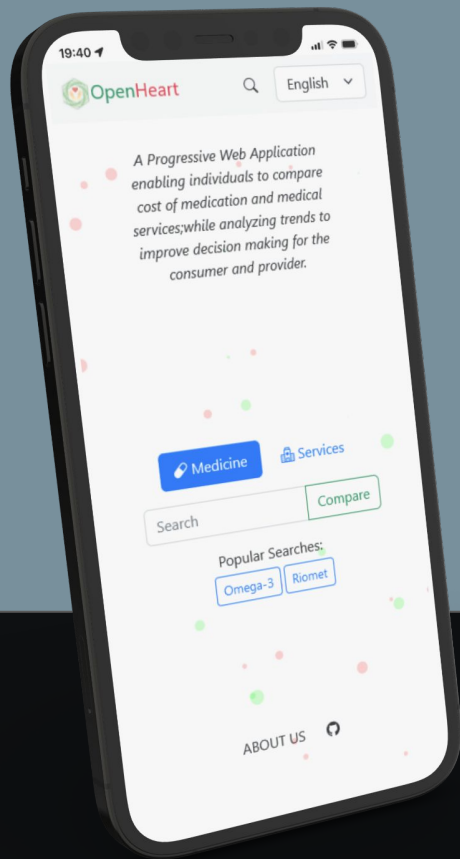 19:40
OpenHeart
English
A Progressive Web Application
enabling individuals to compare
cost of medication and medical
services;while analyzing trends to
improve decision making for the
consumer and provider.
Medicine
Services
Search
Compare
Popular Searches:
Omega-3
Riomet
ABOUT US